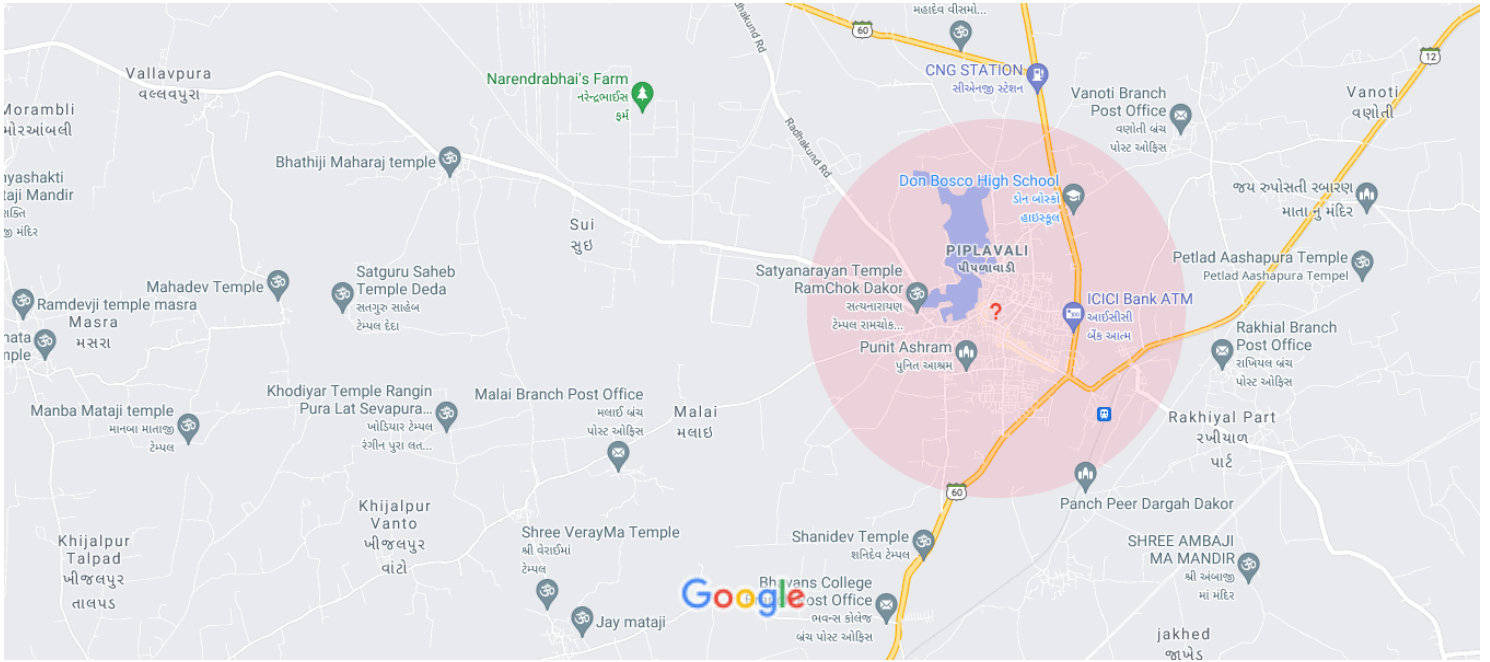 મહાદેવ વીસમો...
60
12
CNG STATION
સીએનજી સ્ટેશન
Vallavpura
વલ્લવપુરા
Narendrabhai's Farm
નરેન્દ્રભાઈસ
ફર્મ
Radhakund Rd
Vanoti Branch
Post Office
વણોતી બ્રંચ
પોસ્ટ ઓફિસ
Vanoti
વણોતી
Morambli
મોરઆંબલી
Radhakund Rd
Bhathiji Maharaj temple
Don Bosco High School
ડોન બોસ્કો
હાઇસ્કૂલ
જય રુપોસતી રબારણ
માતા નુ મંદિર
nyashakti
taji Mandir
Sui
સુઇ
PIPLAVALI
પીપળાવાડી
Petlad Aashapura Temple
Petlad Aashapura Tempel
Satyanarayan Temple
RamChok Dakor
સત્યનારાયણ
ટેમ્પલ રામચોક...
Mahadev Temple
Satguru Saheb
Temple Deda
સતગુરુ સાહેબ
ટેમ્પલ દેદા
Ramdevji temple masra
Masra
મસરા
nata
nple
?
ICICI Bank ATM
આઈસીસી
બેંક આત્મ
Rakhial Branch
Post Office
રાખિયલ બ્રંચ
પોસ્ટ ઓફિસ
Punit Ashram
પુનિત આશ્રમ
Khodiyar Temple Rangin
Pura Lat Sevapura...
ખોડિયાર ટેમ્પલ
રંગીન પુરા લત...
Malai Branch Post Office
મલાઈ બ્રંચ
પોસ્ટ ઓફિસ
Malai
મલાઇ
Manba Mataji temple
માનબા માતાજી
ટેમ્પલ
Rakhiyal Part
રખીયાળ
પાર્ટ
60
Panch Peer Dargah Dakor
Khijalpur
Vanto
ખીજલપુર
વાંટો
Khijalpur
Talpad
ખીજલપુર
તાલપડ
Shree VerayMa Temple
શ્રી વેરાઈમાં
ટેમ્પલ
Shanidev Temple
શનિદેવ ટેમ્પલ
SHREE AMBAJI
MA MANDIR
શ્રી અંબાજી
માં મંદિર
Google
Bhavans College
Post Office
ભવન્સ કોલેજ
બ્રંચ પોસ્ટ ઓફિસ
Jay mataji
jakhed
જાખેડ